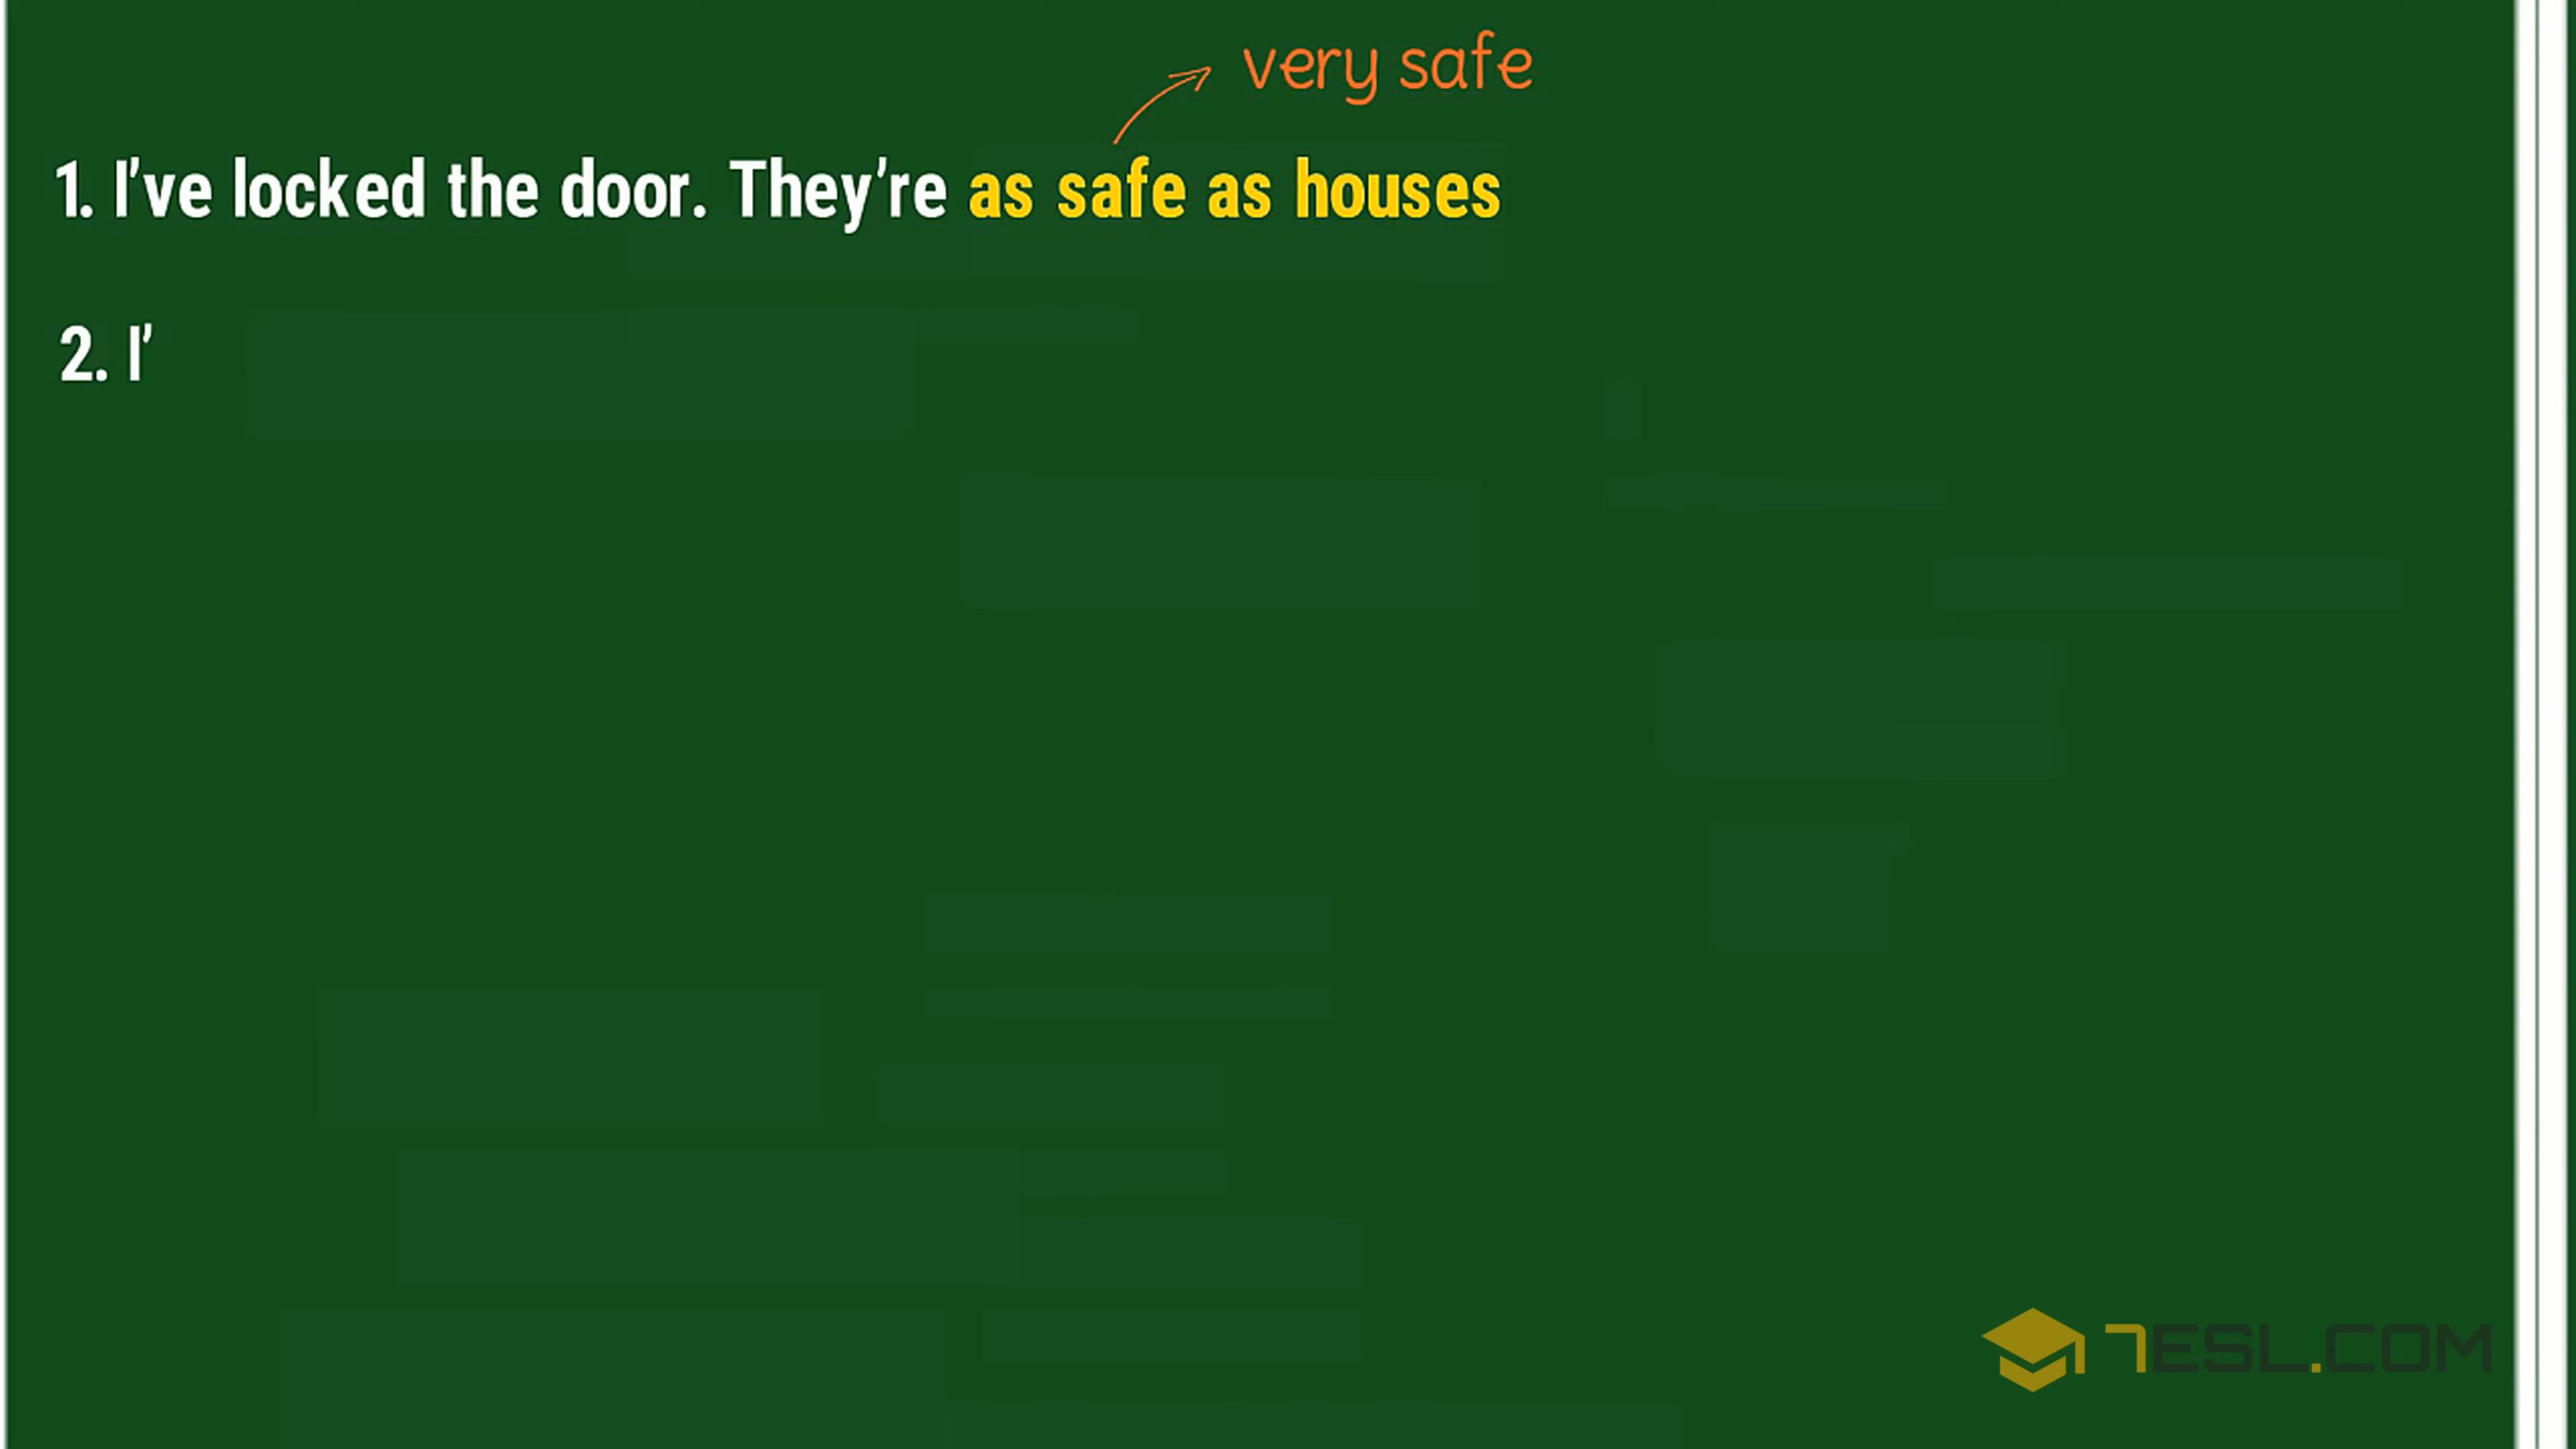 very safe
1. I’ve locked the door. They’re as safe as houses
2. I’
7ESL.COM